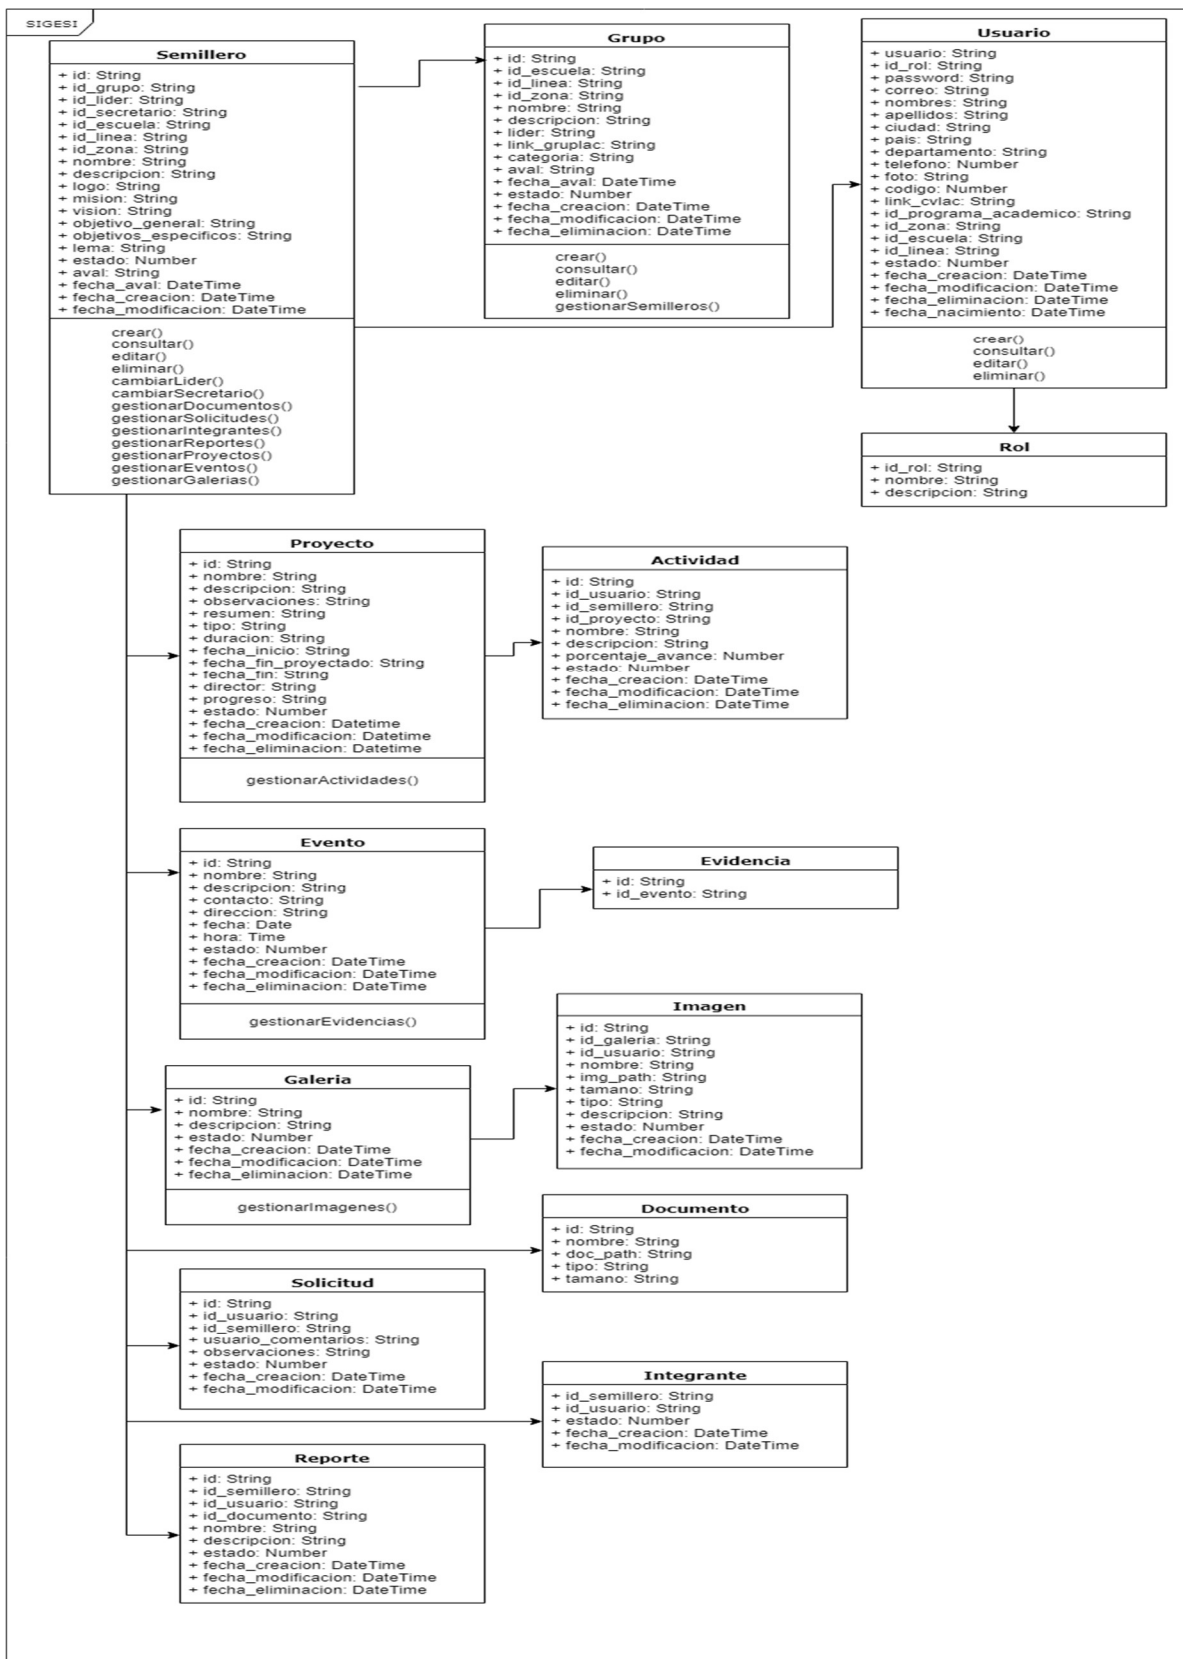 SIGESI
Semillero
+ id: String
+ id_grupo: String
+ id_lider: String
+ id_secretario: String
+ id_escuela: String
+ id_linea: String
+ id_zona: String
+ nombre: String
+ descripcion: String
+ logo: String
+ mision: String
+ vision: String
+ objetivo_general: String
+ objetivos_especificos: String
+ lema: String
+ estado: Number
+ aval: String
+ fecha_aval: DateTime
+ fecha_creacion: DateTime
+ fecha_modificacion: DateTime
crear()
consultar()
editar()
eliminar()
cambiarLider()
cambiarSecretario()
gestionarDocumentos()
gestionarSolicitudes()
gestionarIntegrantes()
gestionarReportes()
gestionarProyectos()
gestionarEventos()
gestionarGalerias()
Grupo
+ id: String
+ id_escuela: String
+ id_linea: String
+ id_zona: String
+ nombre: String
+ descripcion: String
+ lider: String
+ link_gruplac: String
+ categoria: String
+ aval: String
+ fecha_aval: DateTime
+ estado: Number
+ fecha_creacion: DateTime
+ fecha_modificacion: DateTime
+ fecha_eliminacion: DateTime
crear()
consultar()
editar()
eliminar()
gestionarSemilleros()
Usuario
+ usuario: String
+ id_rol: String
+ password: String
+ correo: String
+ nombres: String
+ apellidos: String
+ ciudad: String
+ pais: String
+ departamento: String
+ telefono: Number
+ foto: String
+ codigo: Number
+ link_cvlac: String
+ id_programa_academico: String
+ id_zona: String
+ id_escuela: String
+ id_linea: String
+ estado: Number
+ fecha_creacion: DateTime
+ fecha_modificacion: DateTime
+ fecha_eliminacion: DateTime
+ fecha_nacimiento: DateTime
crear()
consultar()
editar()
eliminar()
Rol
+ id_rol: String
+ nombre: String
+ descripcion: String
Proyecto
+ id: String
+ nombre: String
+ descripcion: String
+ observaciones: String
+ resumen: String
+ tipo: String
+ duracion: String
+ fecha_inicio: String
+ fecha_fin_proyectado: String
+ fecha_fin: String
+ director: String
+ progreso: String
+ estado: Number
+ fecha_creacion: Datetime
+ fecha_modificacion: Datetime
+ fecha_eliminacion: Datetime
gestionarActividades()
Actividad
+ id: String
+ id_usuario: String
+ id_semillero: String
+ id_proyecto: String
+ nombre: String
+ descripcion: String
+ porcentaje_avance: Number
+ estado: Number
+ fecha_creacion: DateTime
+ fecha_modificacion: DateTime
+ fecha_eliminacion: DateTime
Evento
+ id: String
+ nombre: String
+ descripcion: String
+ contacto: String
+ direccion: String
+ fecha: Date
+ hora: Time
+ estado: Number
+ fecha_creacion: DateTime
+ fecha_modificacion: DateTime
+ fecha_eliminacion: DateTime
gestionarEvidencias()
Evidencia
+ id: String
+ id_evento: String
Imagen
+ id: String
+ id_galeria: String
+ id_usuario: String
+ nombre: String
+ img_path: String
+ tamano: String
+ tipo: String
+ descripcion: String
+ estado: Number
+ fecha_creacion: DateTime
+ fecha_modificacion: DateTime
Galeria
+ id: String
+ nombre: String
+ descripcion: String
+ estado: Number
+ fecha_creacion: DateTime
+ fecha_modificacion: DateTime
+ fecha_eliminacion: DateTime
gestionarImagenes()
Documento
+ id: String
+ nombre: String
+ doc_path: String
+ tipo: String
+ tamano: String
Solicitud
+ id: String
+ id_usuario: String
+ id_semillero: String
+ usuario_comentarios: String
+ observaciones: String
+ estado: Number
+ fecha_creacion: DateTime
+ fecha_modificacion: DateTime
Integrante
+ id_semillero: String
+ id_usuario: String
+ estado: Number
+ fecha_creacion: DateTime
+ fecha_modificacion: DateTime
Reporte
+ id: String
+ id_semillero: String
+ id_usuario: String
+ id_documento: String
+ nombre: String
+ descripcion: String
+ estado: Number
+ fecha_creacion: DateTime
+ fecha_modificacion: DateTime
+ fecha_eliminacion: DateTime